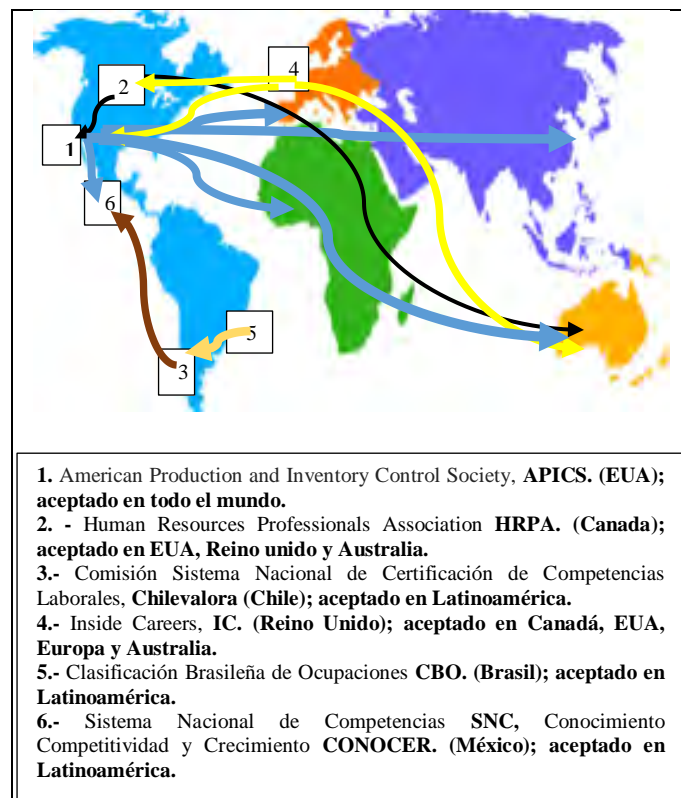 2
4
1
6
5
3
1. American Production and Inventory Control Society, APICS. (EUA);
aceptado en todo el mundo.
2. - Human Resources Professionals Association HRPA. (Canada);
aceptado en EUA, Reino unido y Australia.
3.- Comisión Sistema Nacional de Certificación de Competencias
Laborales, Chilevalora (Chile); aceptado en Latinoamérica.
4.- Inside Careers, IC. (Reino Unido); aceptado en Canadá, EUA,
Europa y Australia.
5.- Clasificación Brasileña de Ocupaciones CBO. (Brasil); aceptado en
Latinoamérica.
6.- Sistema Nacional de Competencias SNC, Conocimiento
Competitividad y Crecimiento CONOCER. (México); aceptado en
Latinoamérica.